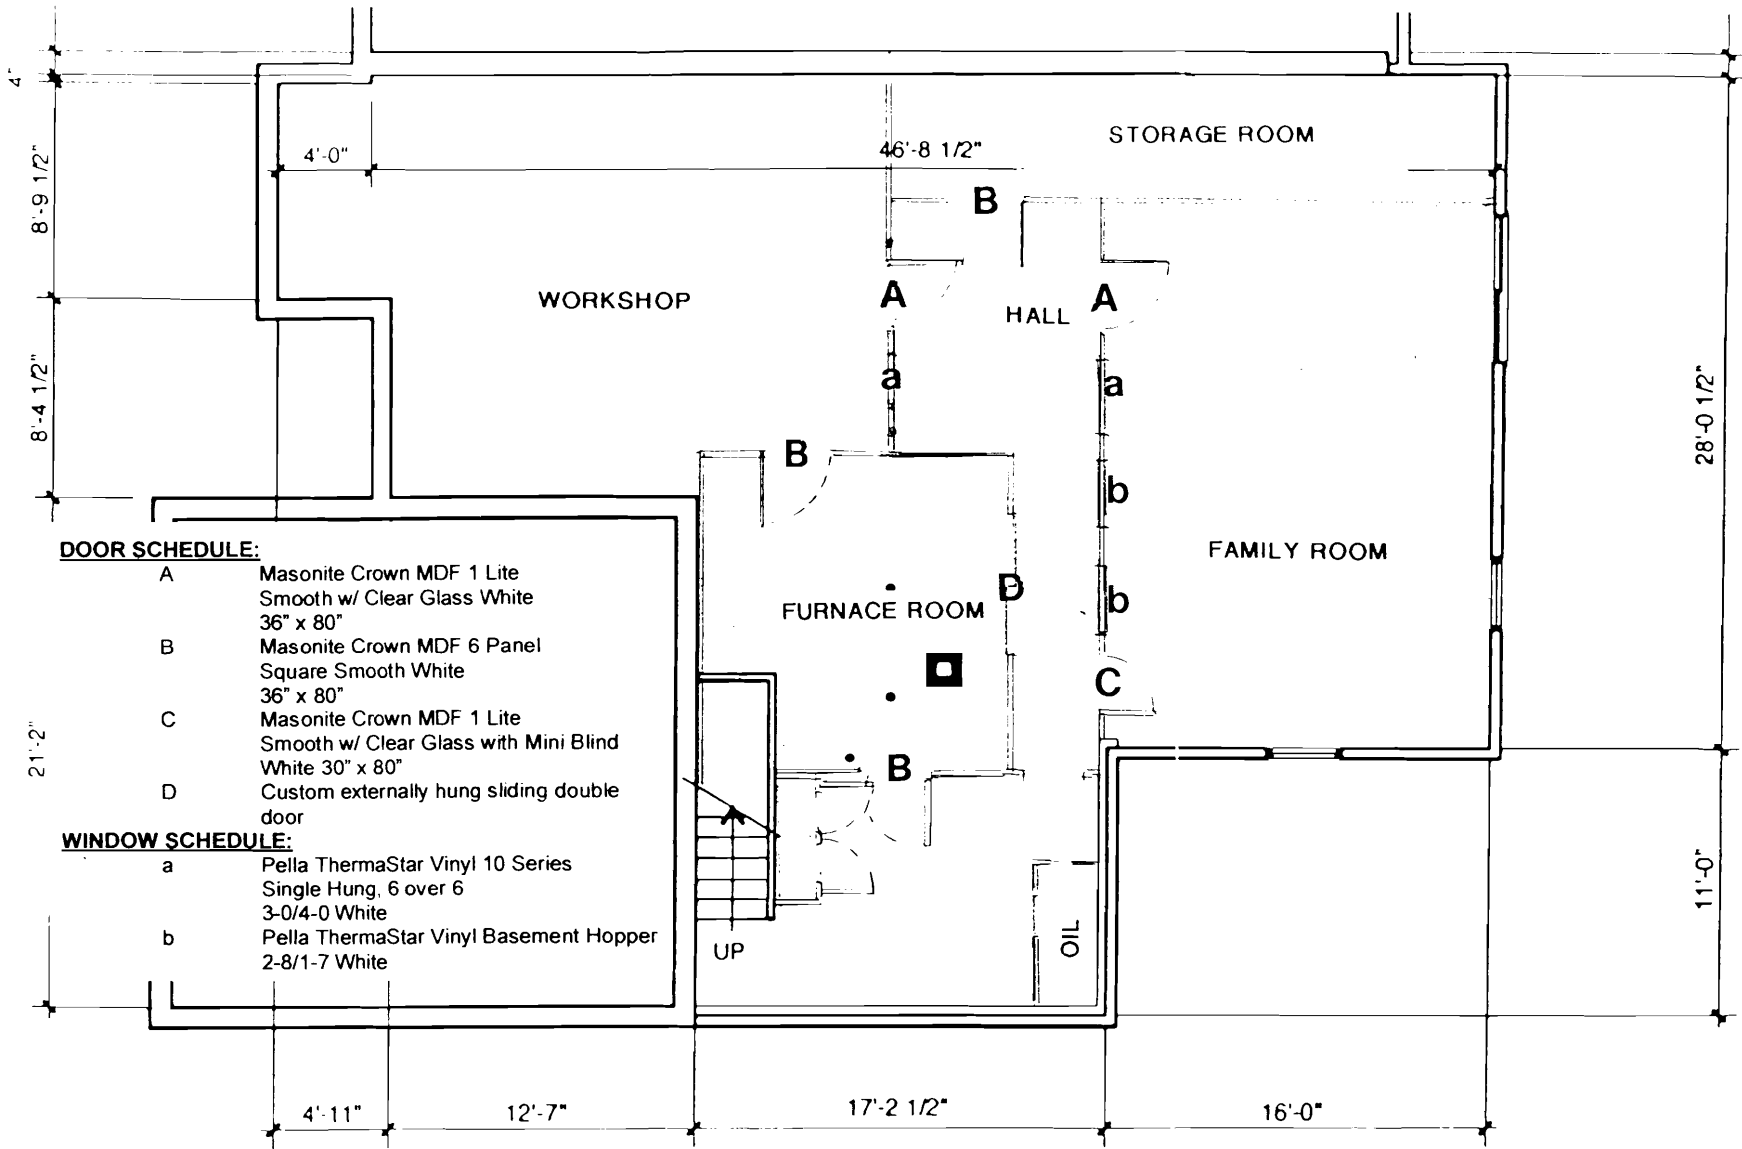 4"
STORAGE ROOM
4'-0"
46'-8 1/2"
8'-9 1/2"
B
WORKSHOP
A
HALL
A
a
a
8'-4 1/2"
28'-0 1/2"
B
b
FAMILY ROOM
DOOR SCHEDULE:
A Masonite Crown MDF 1 Lite
Smooth w/ Clear Glass White
36" x 80"
B Masonite Crown MDF 6 Panel
Square Smooth White
36" x 80"
C Masonite Crown MDF 1 Lite
Smooth w/ Clear Glass with Mini Blind
White 30" x 80"
D Custom externally hung sliding double
door
WINDOW SCHEDULE:
a Pella ThermaStar Vinyl 10 Series
Single Hung, 6 over 6
3-0/4-0 White
b Pella ThermaStar Vinyl Basement Hopper
2-8/1-7 White
D
b
FURNACE ROOM
C
21'-2"
B
11'-0"
UP
OIL
4'-11"
12'-7"
17'-2 1/2"
16'-0"